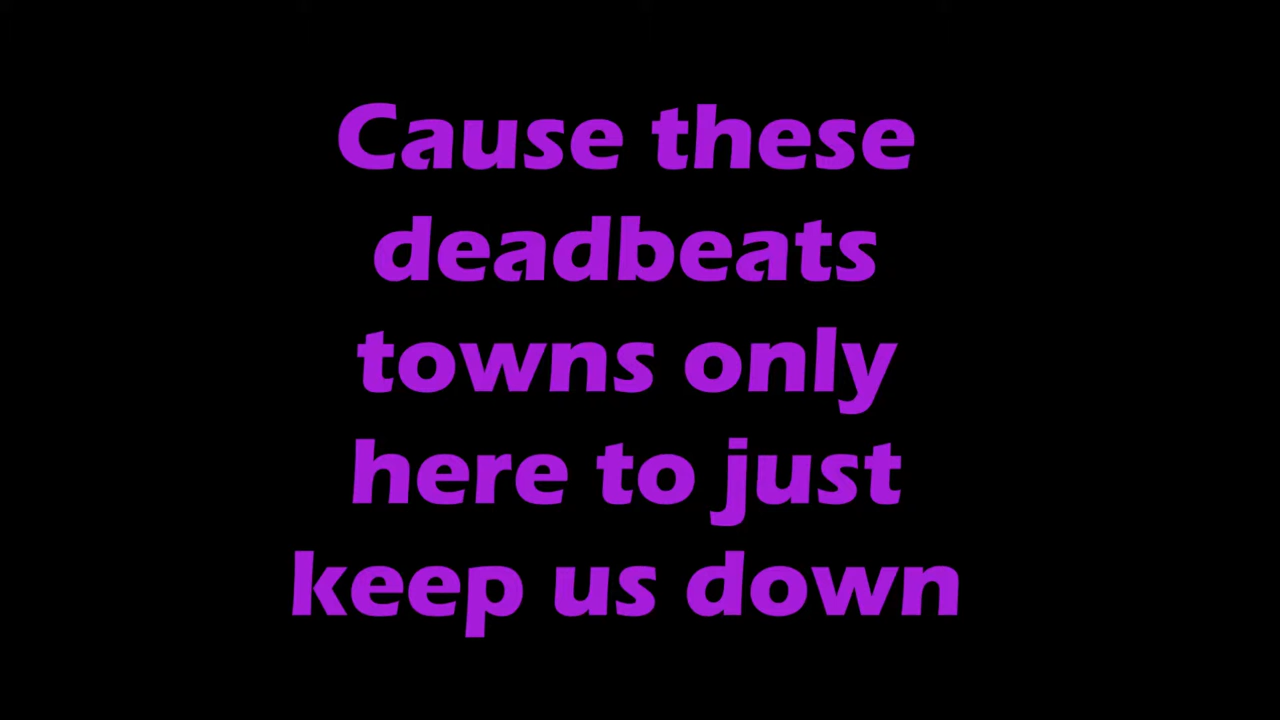 Cause these
deadbeats
towns only
here to just
keep us down